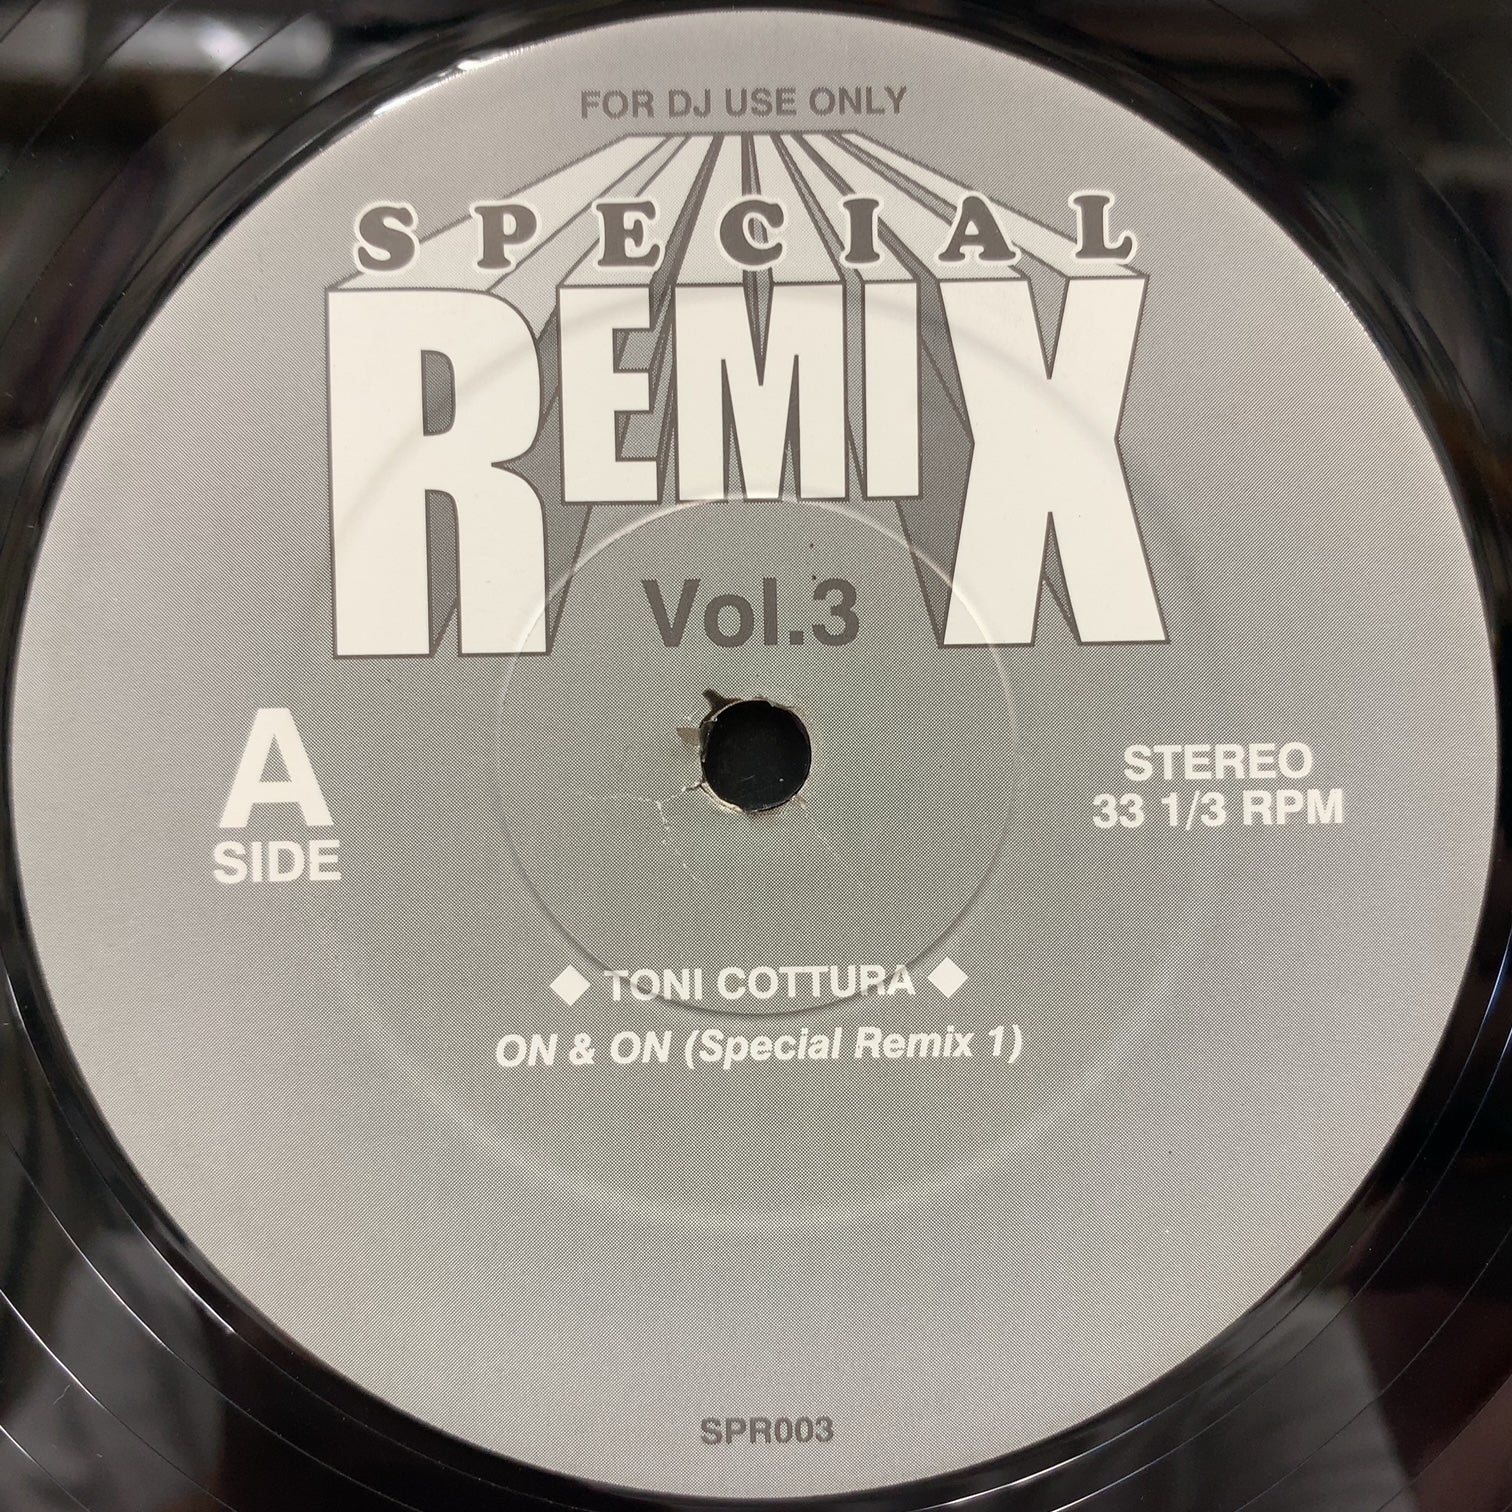 FOR DJ USE ONLY
SPECIAL
REMIX
Vol.3
A
SIDE
STEREO
33 1/3 RPM
◆ TONI COTTURA ◆
ON & ON (Special Remix 1)
SPR003